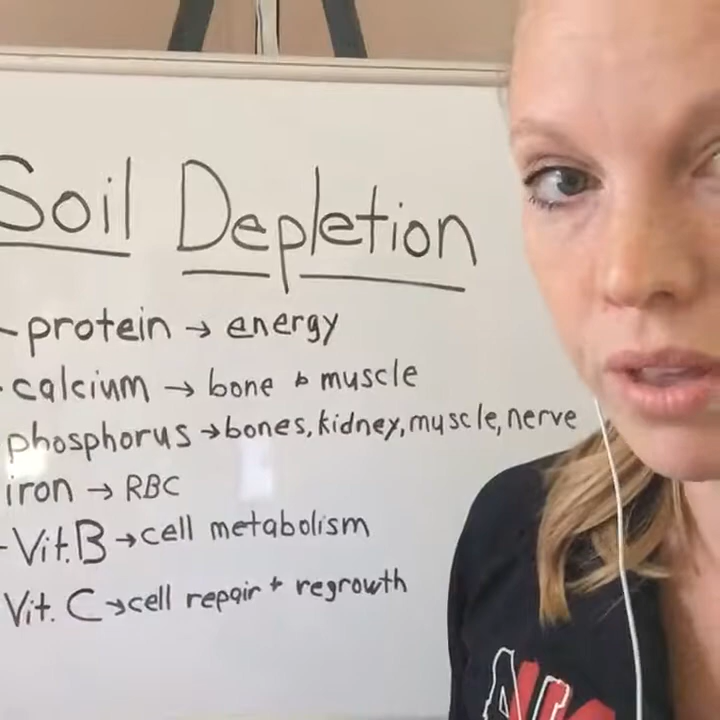 Soil Depletion
- protein → energy
- calcium → bone & muscle
phosphorus → bones, kidney, muscle, nerve
iron → RBC
- Vit. B → cell metabolism
Vit. C → cell repair + regrowth